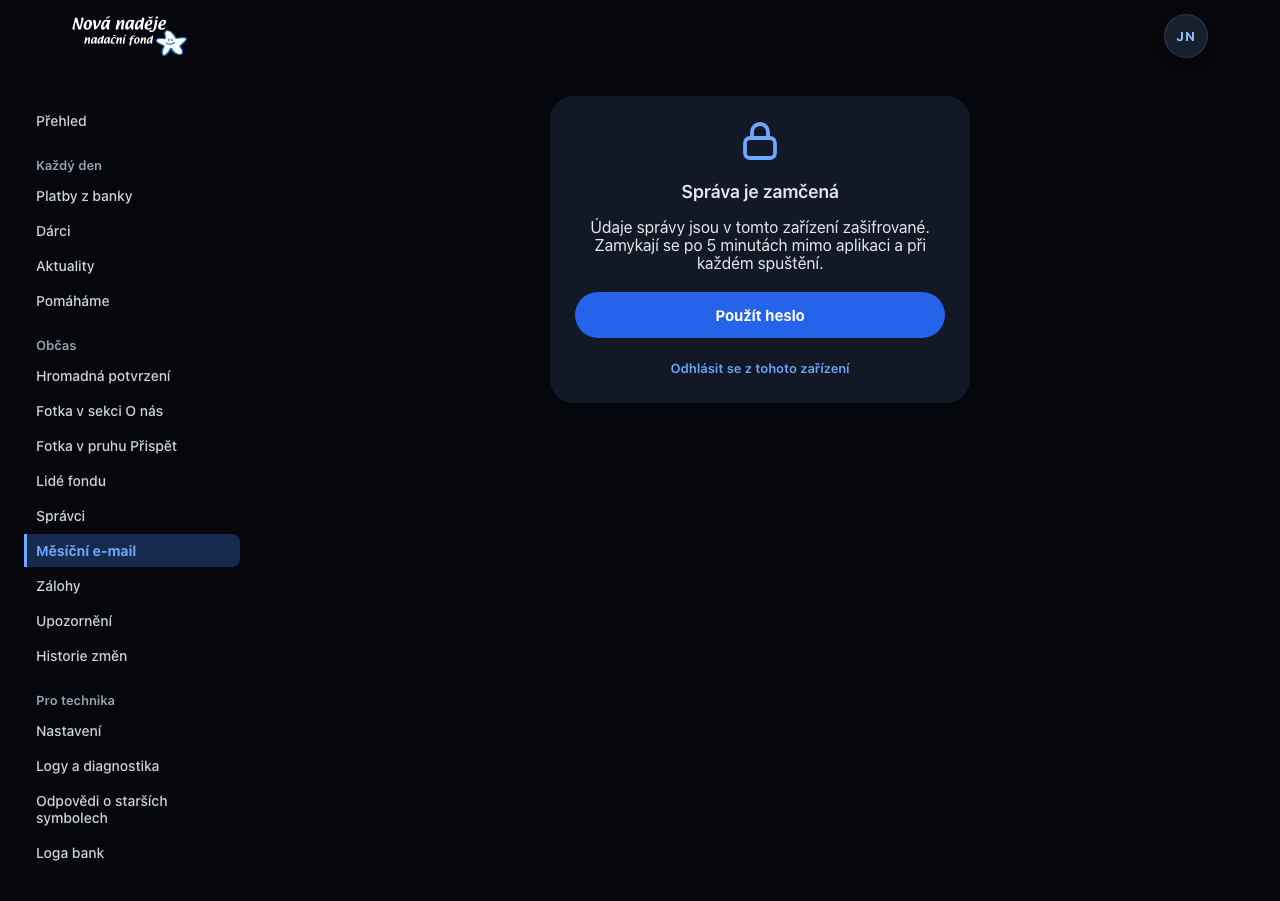 Nová naděje
nadační fond
JN
Přehled
Každý den
Platby z banky
Dárci
Aktuality
Pomáháme
Občas
Hromadná potvrzení
Fotka v sekci O nás
Fotka v pruhu Přispět
Lidé fondu
Správci
Měsíční e-mail
Zálohy
Upozornění
Historie změn
Pro technika
Nastavení
Logy a diagnostika
Odpovědi o starších
symbolech
Loga bank
Správa je zamčená
Údaje správy jsou v tomto zařízení zašifrované.
Zamykají se po 5 minutách mimo aplikaci a při
každém spuštění.
Použít heslo
Odhlásit se z tohoto zařízení